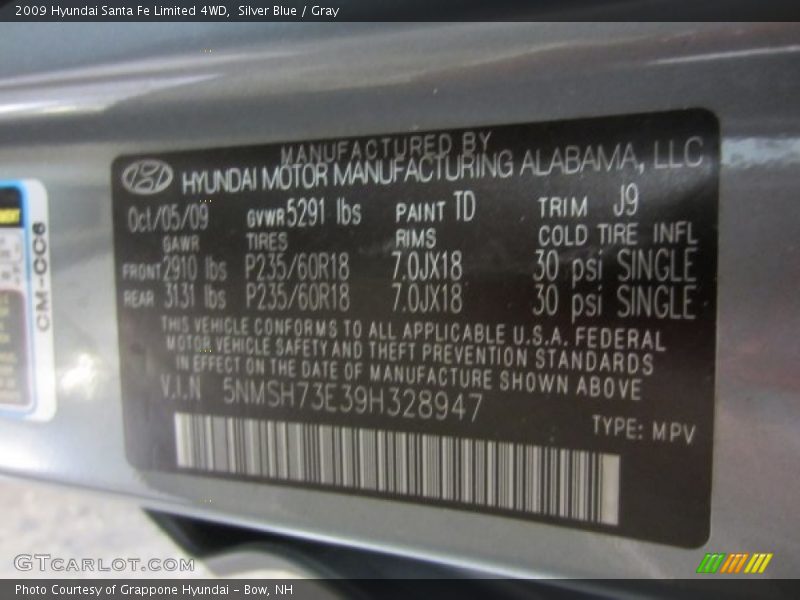 2009 Hyundai Santa Fe Limited 4WD, Silver Blue / Gray
MANUFACTURED BY
HYUNDAI MOTOR MANUFACTURING ALABAMA, LLC
Oct/05/09 GVWR 5291 lbs PAINT TD TRIM J9
GAWR TIRES RIMS COLD TIRE INFL
FRONT 2910 lbs P235/60R18 7.0JX18 30 psi SINGLE
REAR 3131 lbs P235/60R18 7.0JX18 30 psi SINGLE
THIS VEHICLE CONFORMS TO ALL APPLICABLE U.S.A. FEDERAL
MOTOR VEHICLE SAFETY AND THEFT PREVENTION STANDARDS
IN EFFECT ON THE DATE OF MANUFACTURE SHOWN ABOVE
V.I.N 5NMSH73E39H328947
TYPE: MPV
CM-CC6
GTCARLOT.COM
Photo Courtesy of Grappone Hyundai - Bow, NH